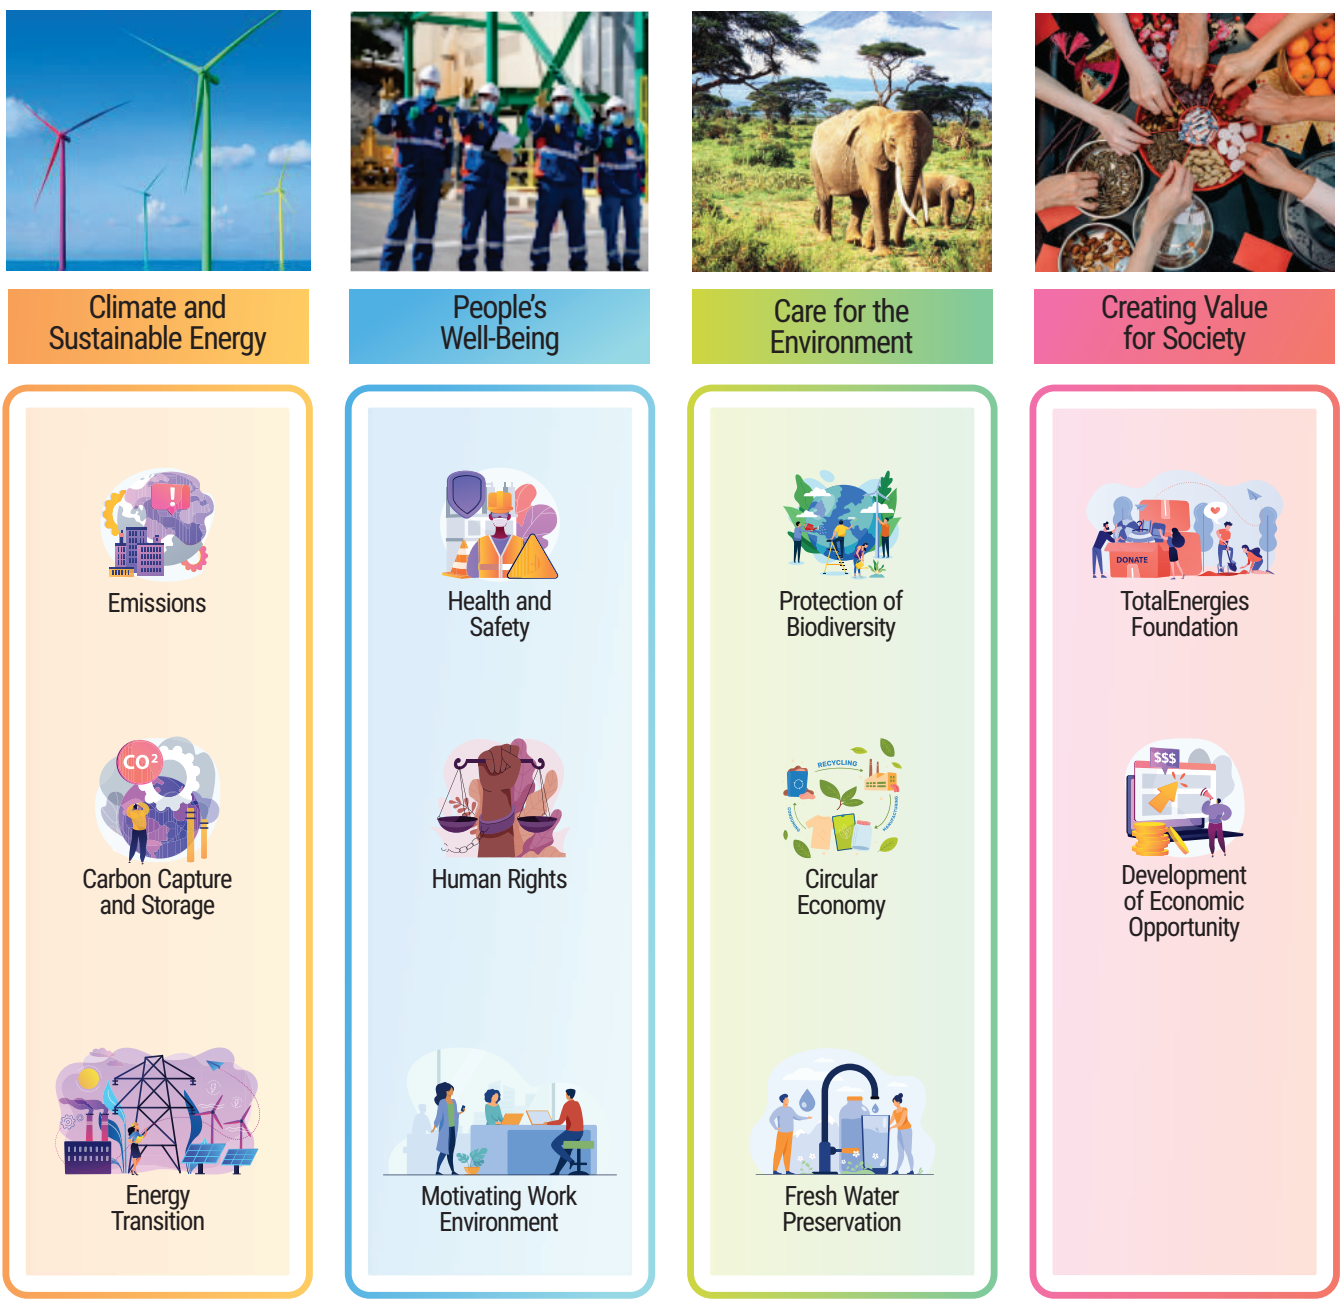 Climate and
Sustainable Energy
People's
Well-Being
Care for the
Environment
Creating Value
for Society
Emissions
CO²
Carbon Capture
and Storage
Energy
Transition
Health and
Safety
Human Rights
Motivating Work
Environment
Protection of
Biodiversity
RECYCLING
MANUFACTURING
CONSUMING
Circular
Economy
Fresh Water
Preservation
DONATE
TotalEnergies
Foundation
$$$
Development
of Economic
Opportunity